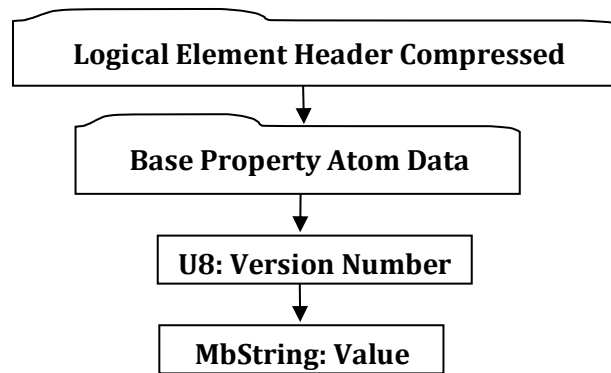 Logical Element Header Compressed
Base Property Atom Data
U8: Version Number
MbString: Value